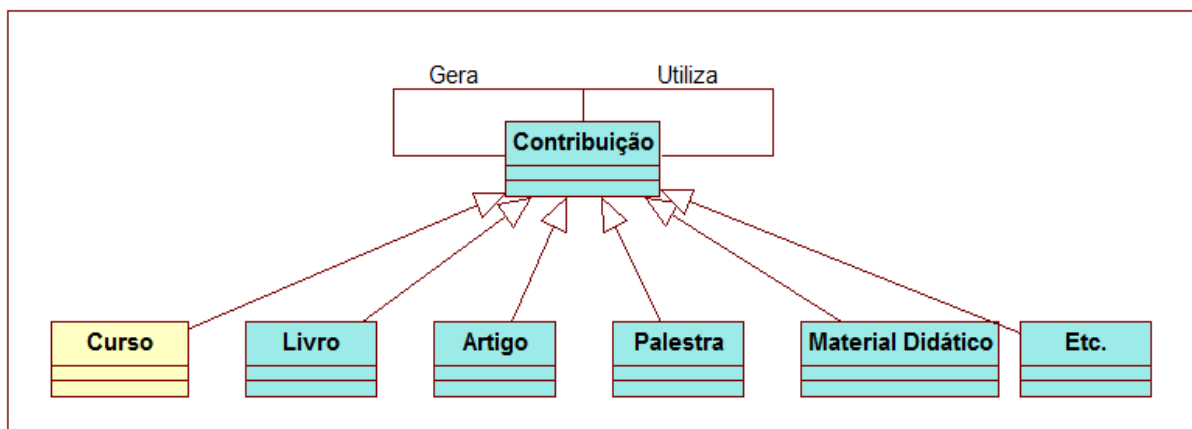 Gera
Utiliza
Contribuição
Curso
Livro
Artigo
Palestra
Material Didático
Etc.